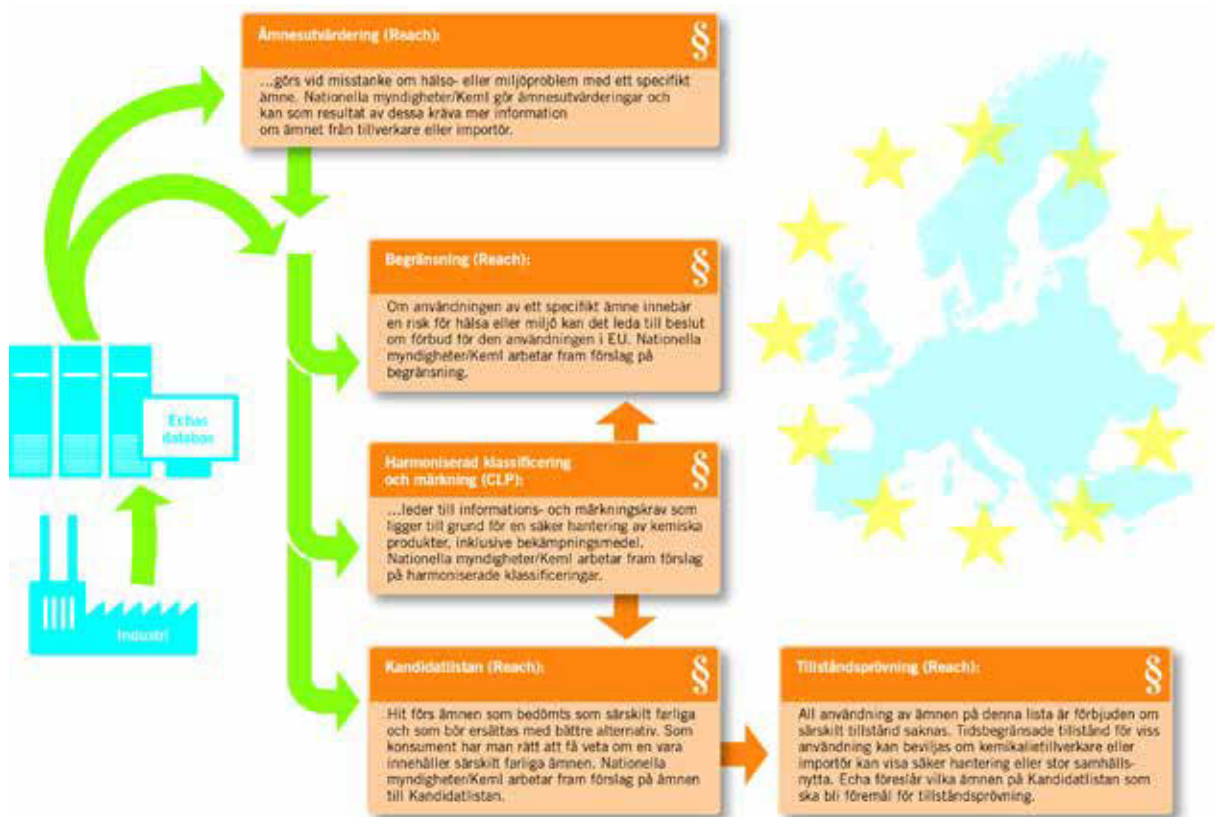 Ämnesutvärdering (Reach):
§
...görs vid misstanke om hälso- eller miljöproblem med ett specifikt
ämne. Nationella myndigheter/KemI gör ämnesutvärderingar och
kan som resultat av dessa kräva mer information
om ämnet från tillverkare eller importör.
Begränsning (Reach):
§
Om användningen av ett specifikt ämne innebär
en risk för hälsa eller miljö kan det leda till beslut
om förbud för den användningen i EU. Nationella
myndigheter/KemI arbetar fram förslag på
begränsning.
Echas
databas
Harmoniserad klassificering
och märkning (CLP):
§
...leder till informations- och märkningskrav som
ligger till grund för en säker hantering av kemiska
produkter, inklusive bekämpningsmedel.
Nationella myndigheter/KemI arbetar fram förslag
på harmoniserade klassificeringar.
Industri
Kandidatlistan (Reach):
§
Hit förs ämnen som bedömts som särskilt farliga
och som bör ersättas med bättre alternativ. Som
konsument har man rätt att få veta om en vara
innehåller särskilt farliga ämnen. Nationella
myndigheter/KemI arbetar fram förslag på ämnen
till Kandidatlistan.
Tillståndsprövning (Reach):
§
All användning av ämnen på denna lista är förbjuden om
särskilt tillstånd saknas. Tidsbegränsade tillstånd för viss
användning kan beviljas om kemikalietillverkare eller
importör kan visa säker hantering eller stor samhälls-
nytta. Echa föreslår vilka ämnen på Kandidatlistan som
ska bli föremål för tillståndsprövning.